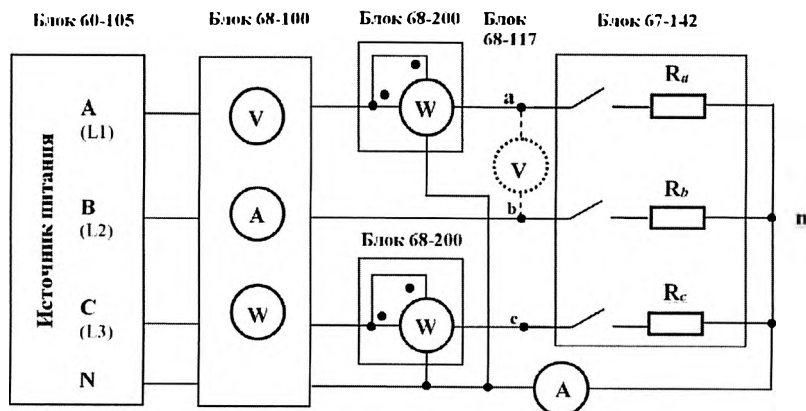 Блок 60-105
Блок 68-100
Блок 68-200
Блок
68-117
Блок 67-142
Источник питания
A
(L1)
B
(L2)
C
(L3)
N
V
A
W
W
Блок 68-200
W
a
V
b
c
Ra
Rb
Rc
n
A